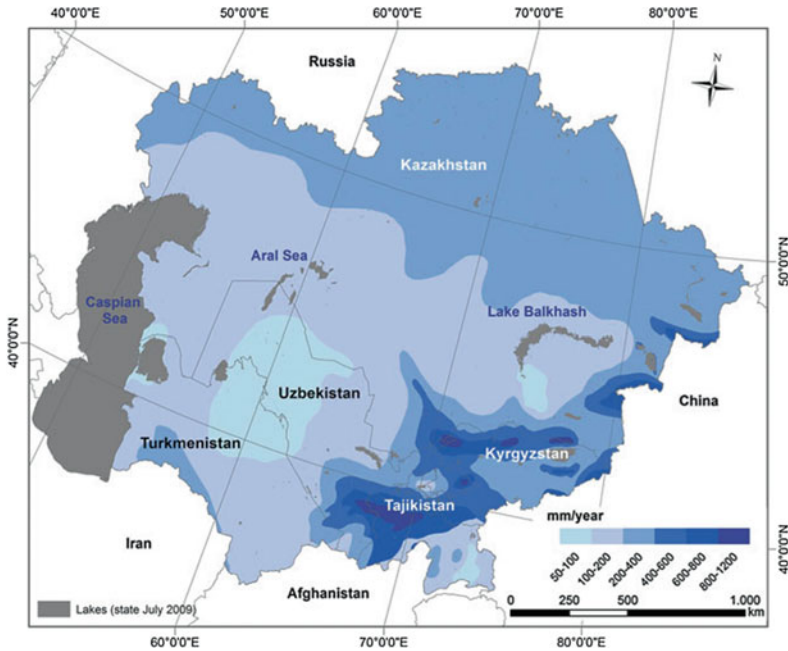 40°0'0"E
50°0'0"E
60°0'0"E
70°0'0"E
80°0'0"E
Russia
N
Kazakhstan
50°0'0"N
Aral Sea
Caspian
Sea
Lake Balkhash
40°0'0"N
Uzbekistan
China
Turkmenistan
Kyrgyzstan
Tajikistan
mm/year
Iran
50-100
100-200
200-400
400-600
600-800
800-1200
40°0'0"N
Afghanistan
Lakes (state July 2009)
0 250 500 1.000
km
60°0'0"E
70°0'0"E
80°0'0"E